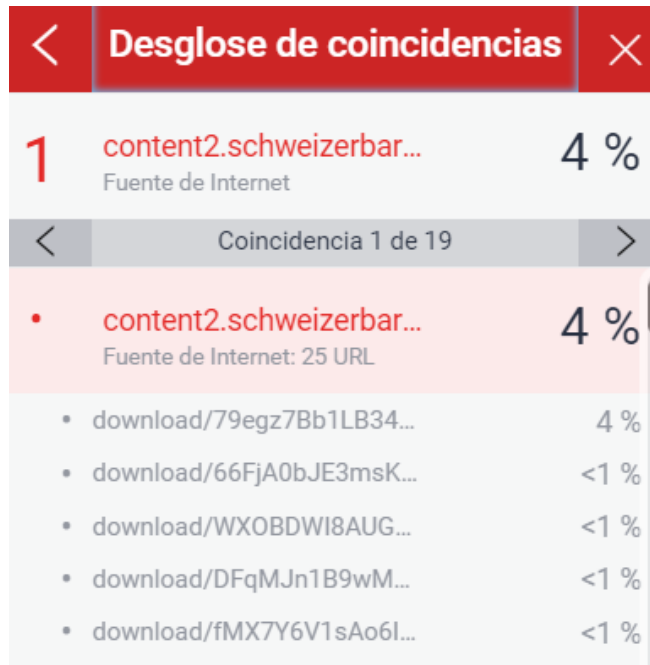 Desglose de coincidencias
1 content2.schweizerbar... 4 %
Fuente de Internet
Coincidencia 1 de 19
• content2.schweizerbar... 4 %
Fuente de Internet: 25 URL
• download/79egz7Bb1LB34... 4 %
• download/66FjA0bJE3msK... <1 %
• download/WXOBDWI8AUG... <1 %
• download/DFqMJn1B9wM... <1 %
• download/fMX7Y6V1sAo6I... <1 %